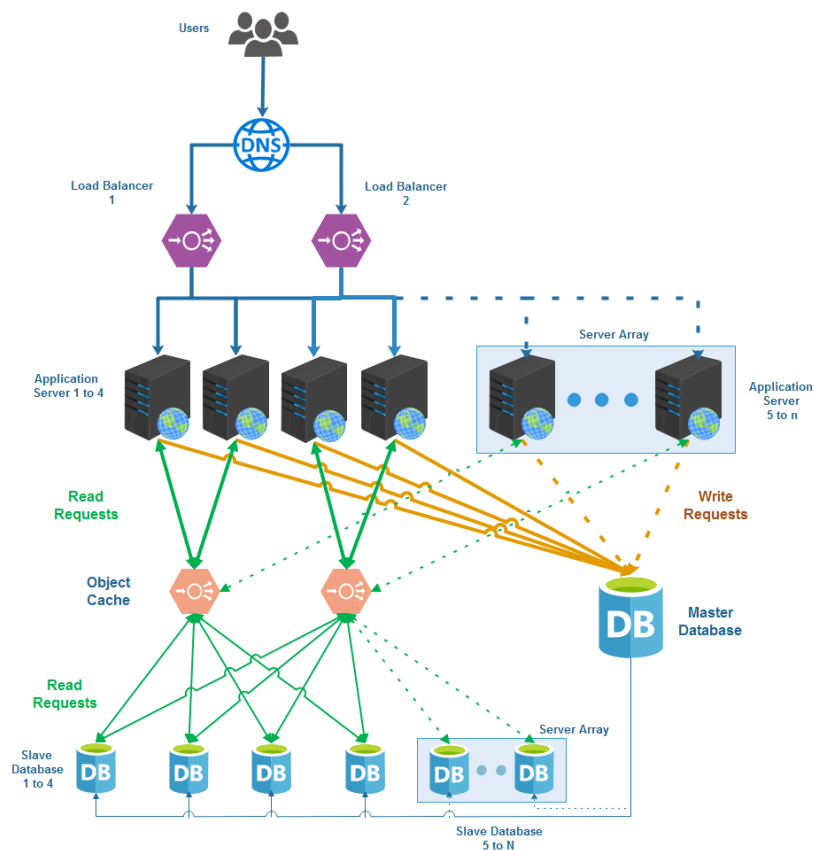 Users
DNS
Load Balancer
1
Load Balancer
2
Server Array
Application
Server 1 to 4
Application
Server
5 to n
Read
Requests
Write
Requests
Object
Cache
DB
Master
Database
Read
Requests
Server Array
Slave
Database
1 to 4
DB
DB
DB
DB
DB
DB
Slave Database
5 to N